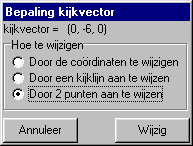 Bepaling kijkvector
kijkvector = (0, -6, 0)
Hoe te wijzigen
Door de coördinaten te wijzigen
Door een kijklijn aan te wijzen
Door 2 punten aan te wijzen
Annuleer
Wijzig